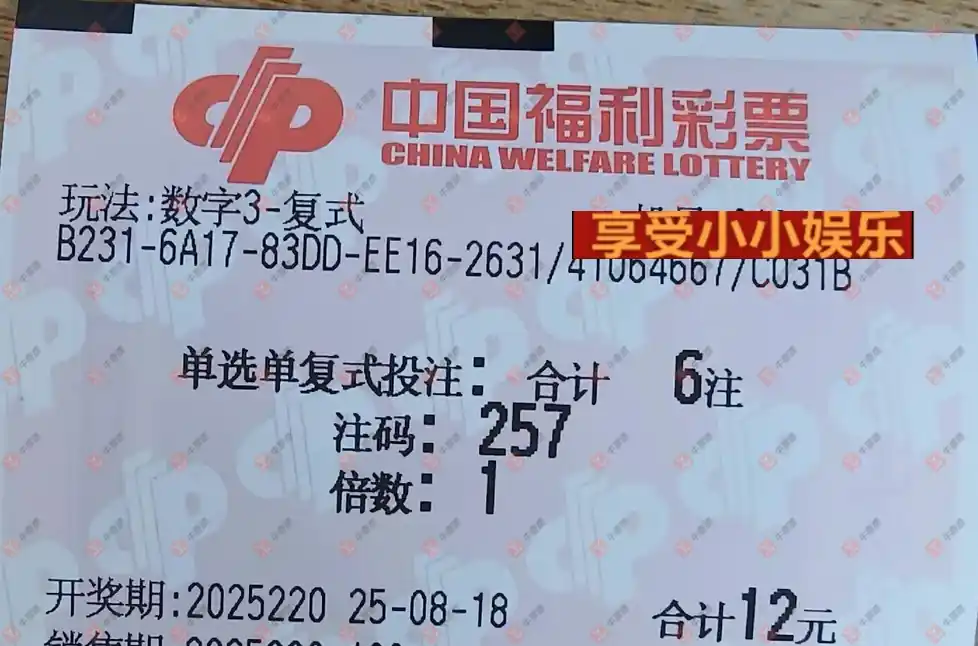 中国福利彩票
CHINA WELFARE LOTTERY
玩法:数字3-复式
享受小小娱乐
B231-6A17-83DD-EE16-2631/41064667/C031B
单选单复式投注: 合计 6注
注码: 257
倍数: 1
开奖期:2025220 25-08-18 合计12元